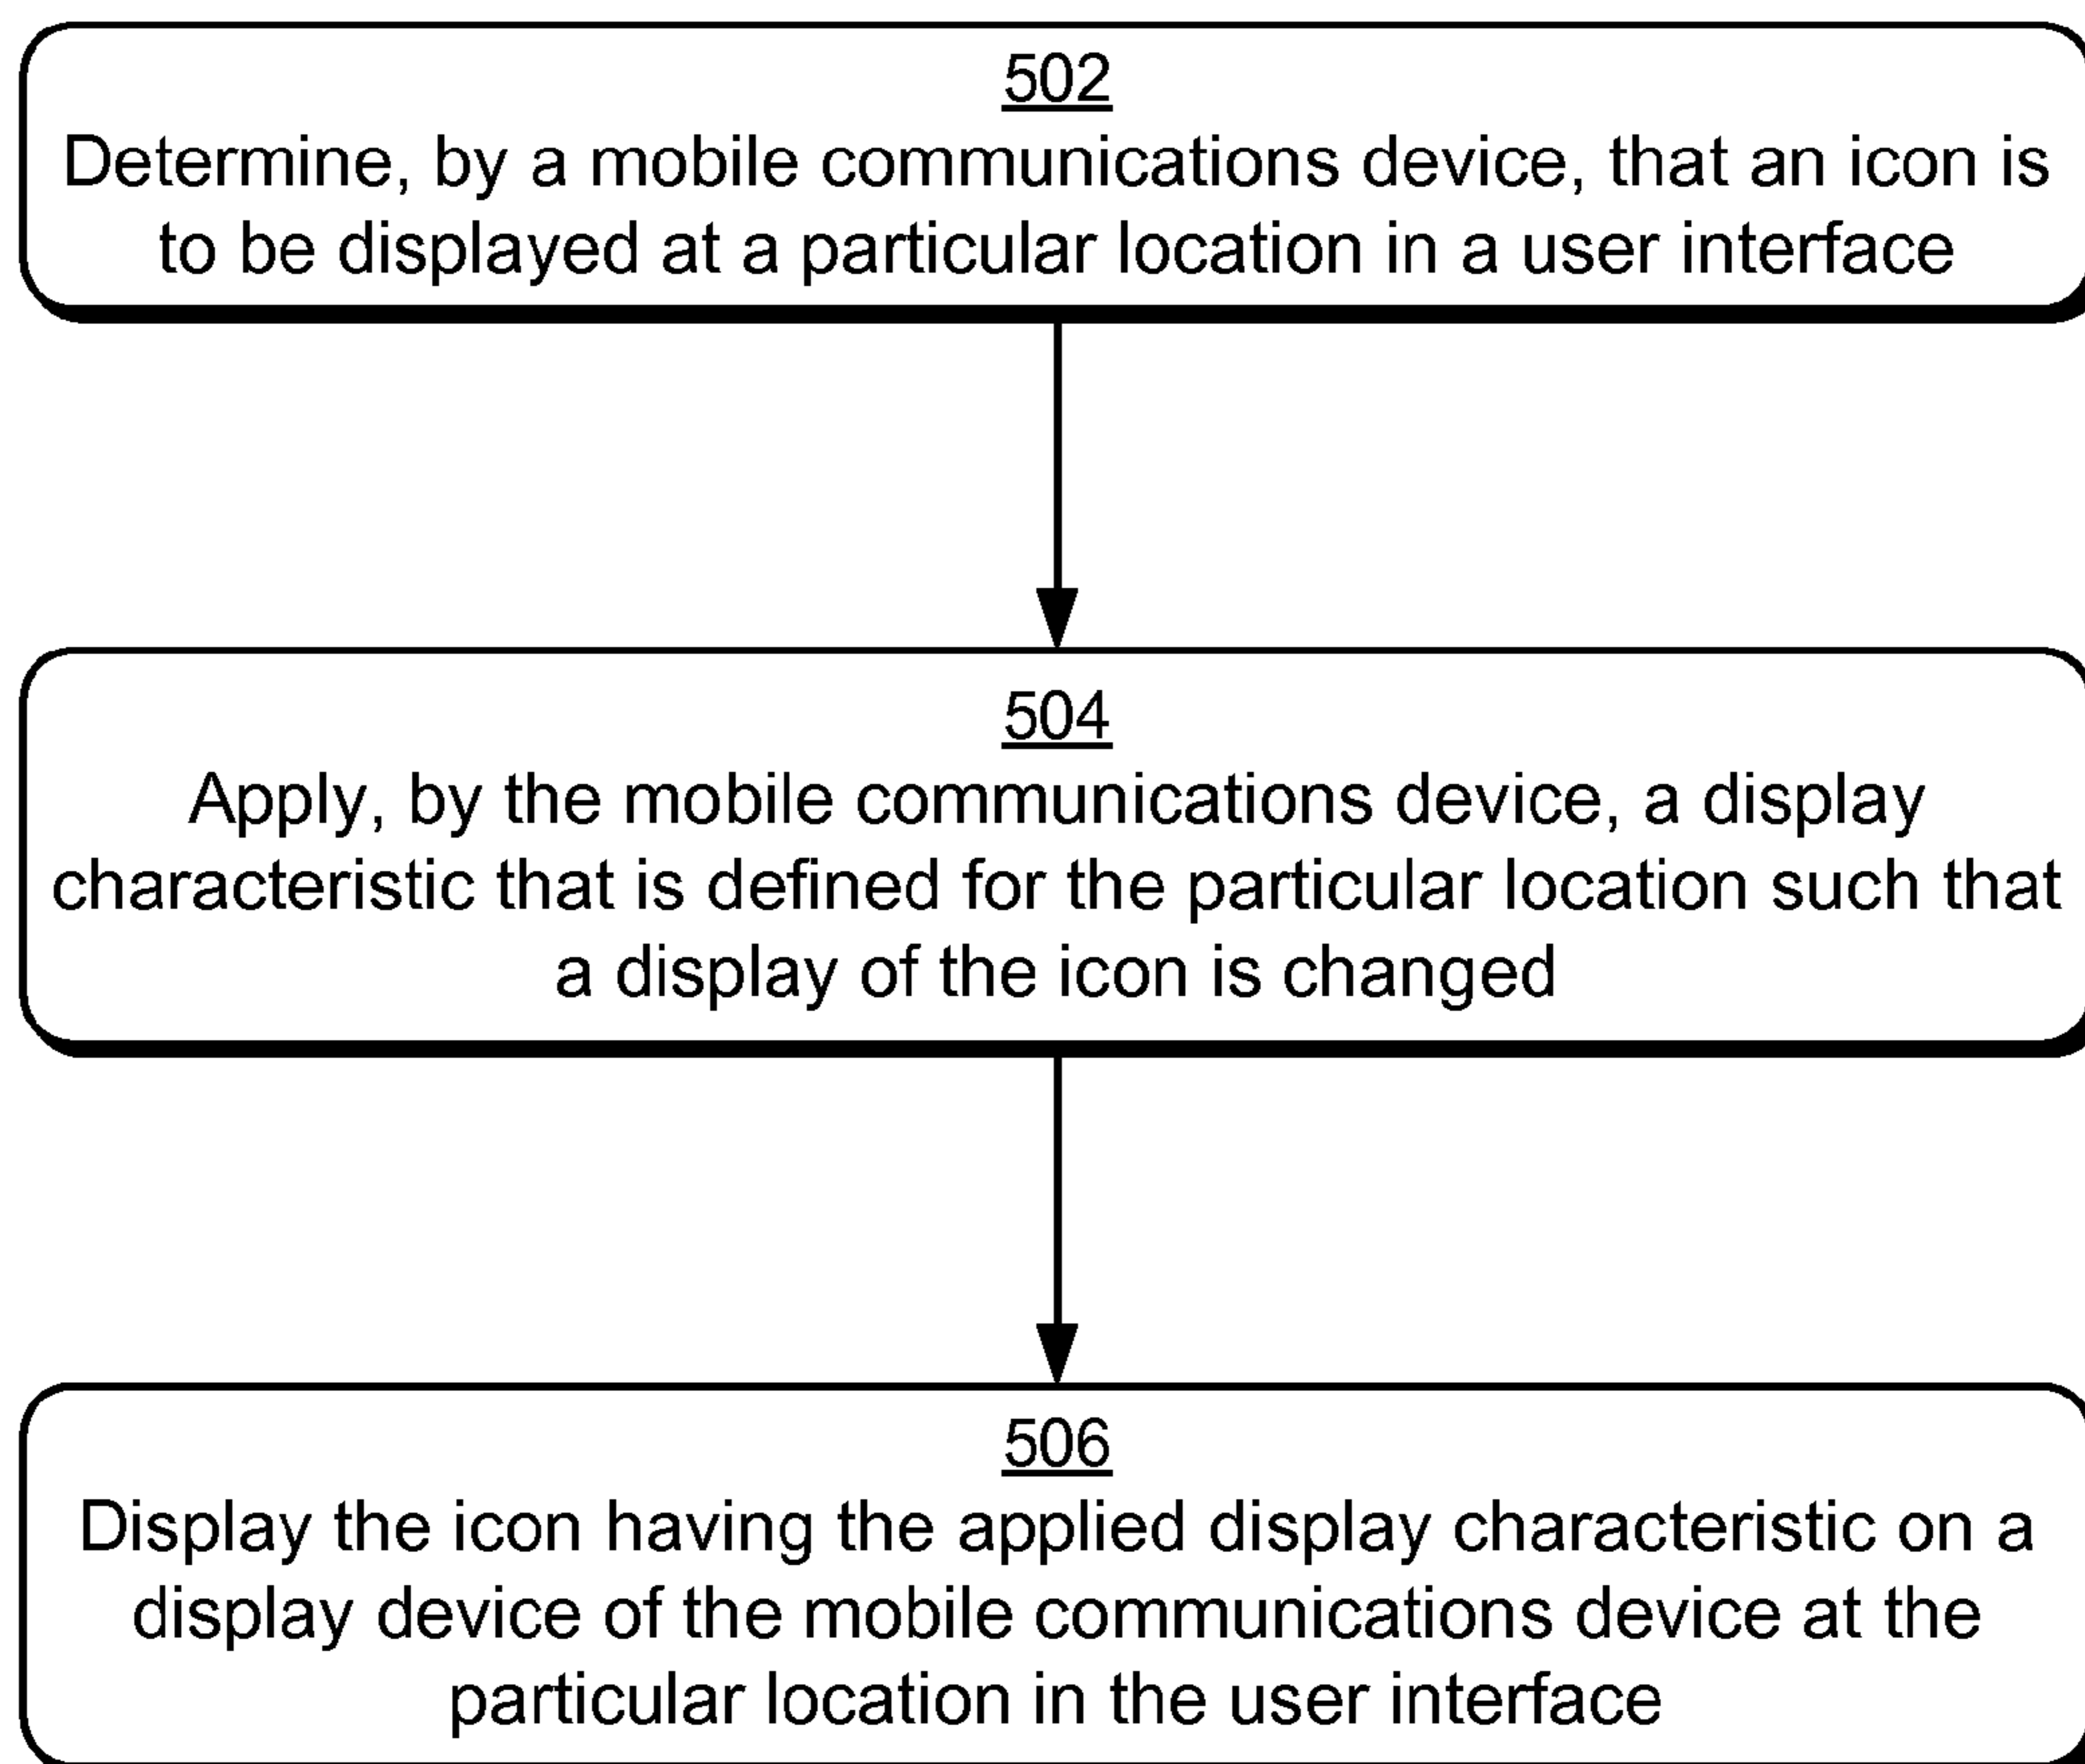 502
Determine, by a mobile communications device, that an icon is
to be displayed at a particular location in a user interface
504
Apply, by the mobile communications device, a display
characteristic that is defined for the particular location such that
a display of the icon is changed
506
Display the icon having the applied display characteristic on a
display device of the mobile communications device at the
particular location in the user interface